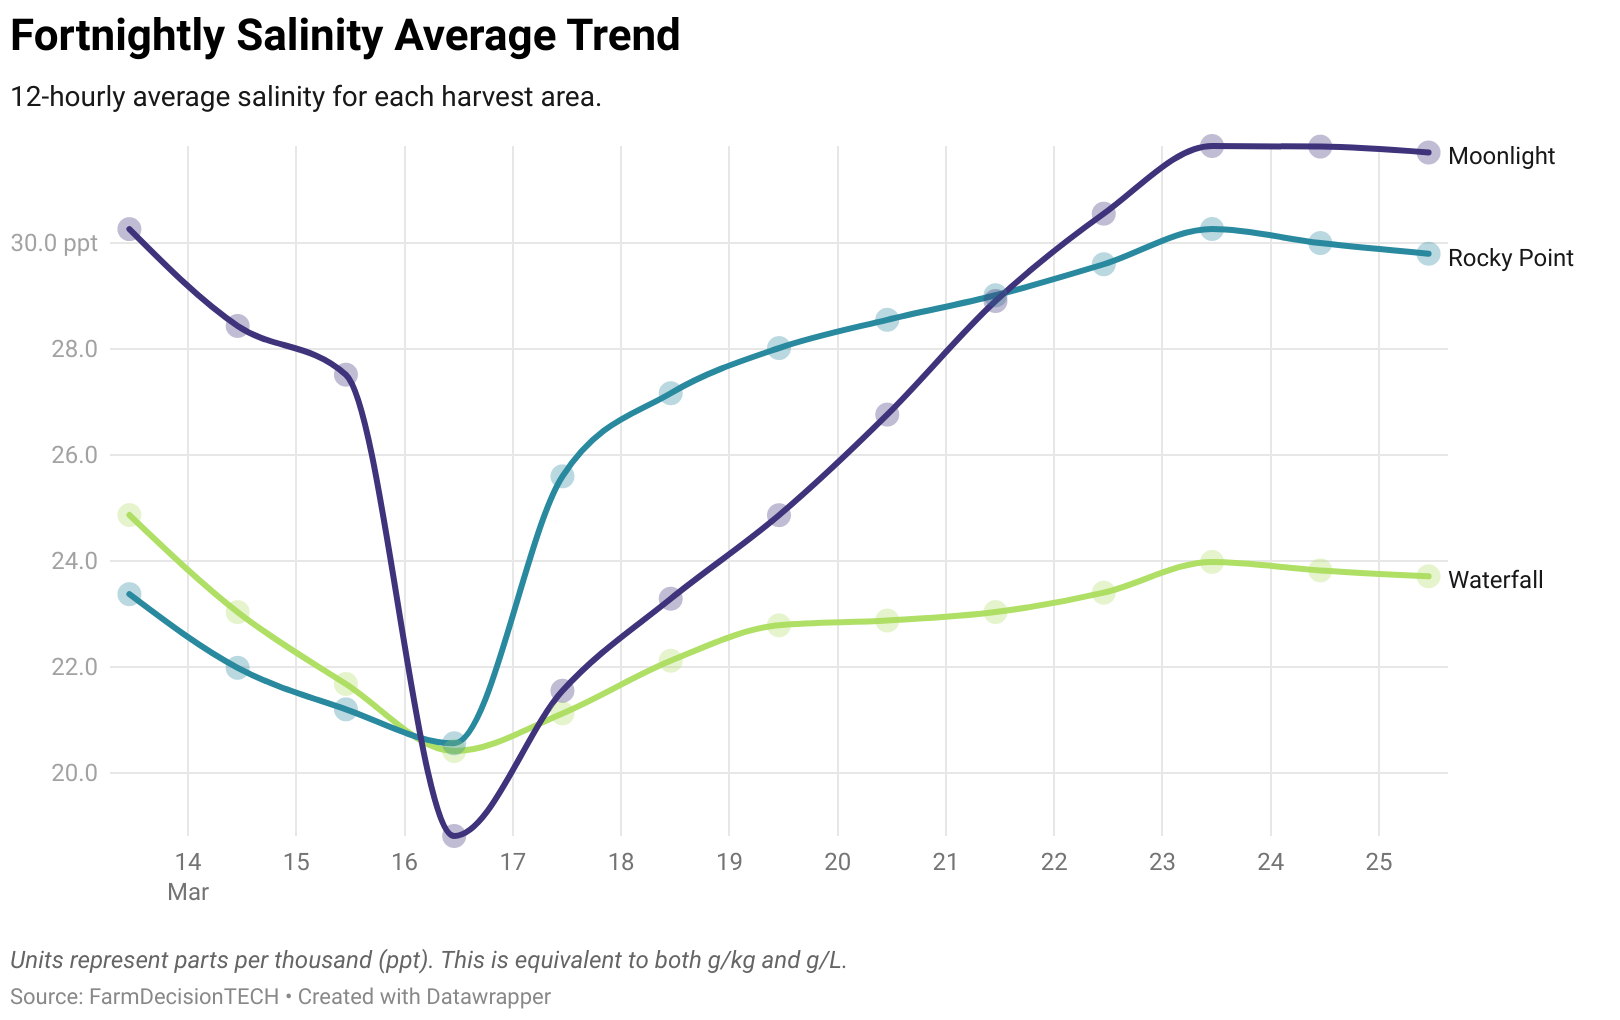 Fortnightly Salinity Average Trend
12-hourly average salinity for each harvest area.
Moonlight
30.0 ppt
Rocky Point
28.0
26.0
24.0
Waterfall
22.0
20.0
14 15 16 17 18 19 20 21 22 23 24 25
Mar
Units represent parts per thousand (ppt). This is equivalent to both g/kg and g/L.
Source: FarmDecisionTECH • Created with Datawrapper